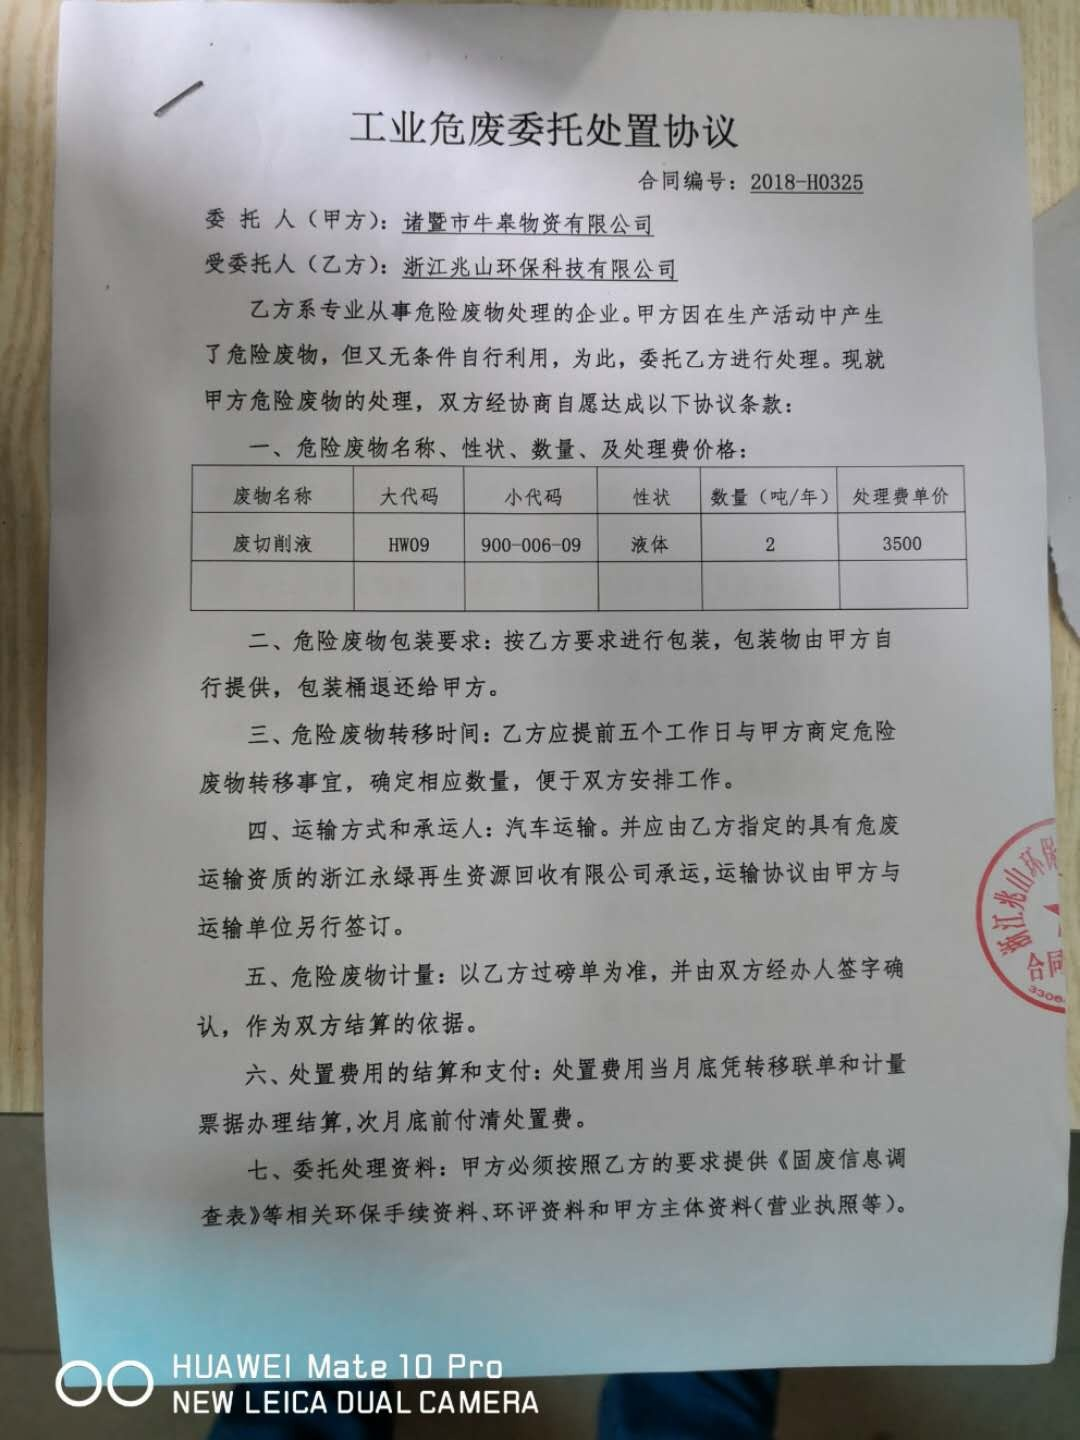 工业危废委托处置协议
合同编号：2018-H0325
委 托 人（甲方）：诸暨市牛皋物资有限公司
受委托人（乙方）：浙江兆山环保科技有限公司
乙方系专业从事危险废物处理的企业。甲方因在生产活动中产生
了危险废物，但又无条件自行利用，为此，委托乙方进行处理。现就
甲方危险废物的处理，双方经协商自愿达成以下协议条款：
一、危险废物名称、性状、数量、及处理费价格：
废物名称 大代码 小代码 性状 数量（吨/年） 处理费单价
废切削液 HW09 900-006-09 液体 2 3500
二、危险废物包装要求：按乙方要求进行包装，包装物由甲方自
行提供，包装桶退还给甲方。
三、危险废物转移时间：乙方应提前五个工作日与甲方商定危险
废物转移事宜，确定相应数量，便于双方安排工作。
四、运输方式和承运人：汽车运输。并应由乙方指定的具有危废
运输资质的浙江永绿再生资源回收有限公司承运，运输协议由甲方与
运输单位另行签订。
五、危险废物计量：以乙方过磅单为准，并由双方经办人签字确
认，作为双方结算的依据。
六、处置费用的结算和支付：处置费用当月底凭转移联单和计量
票据办理结算，次月底前付清处置费。
七、委托处理资料：甲方必须按照乙方的要求提供《固废信息调
查表》等相关环保手续资料、环评资料和甲方主体资料（营业执照等）。
浙江兆山环保
合同
3306
HUAWEI Mate 10 Pro
NEW LEICA DUAL CAMERA